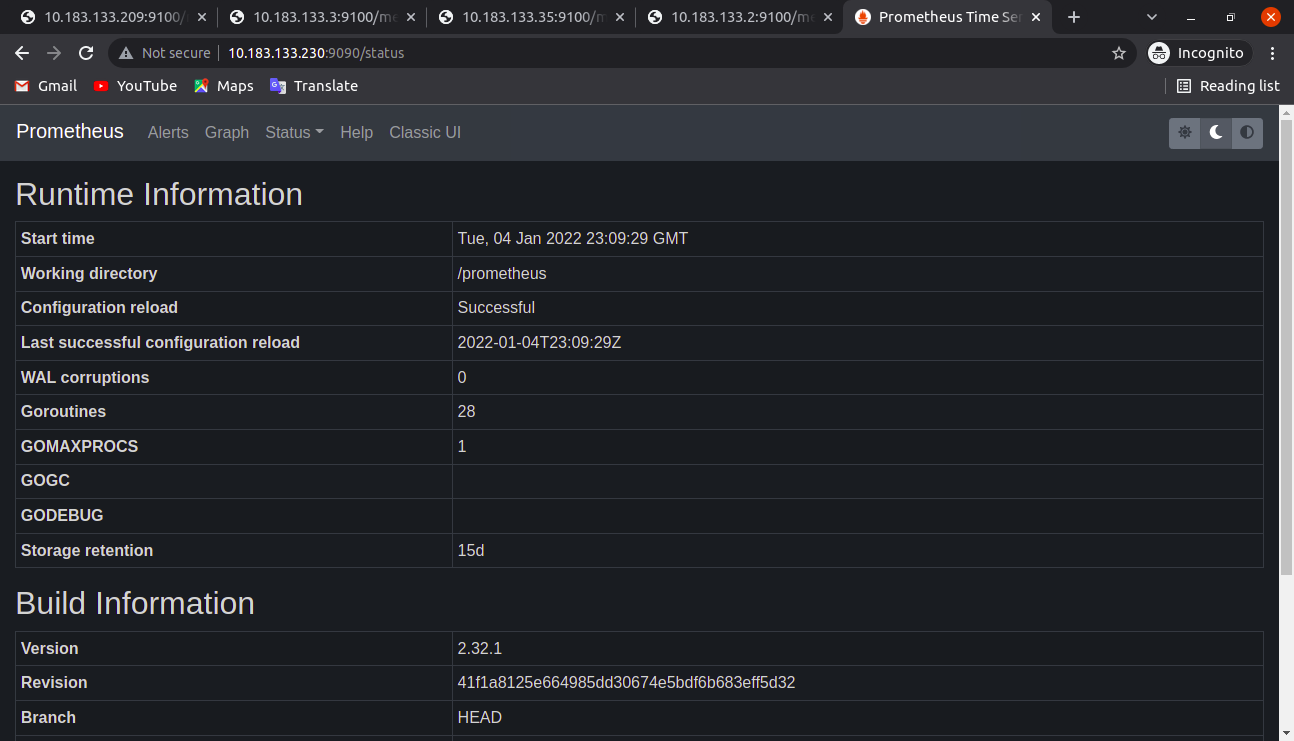 10.183.133.209:9100/ 10.183.133.3:9100/me 10.183.133.35:9100/m 10.183.133.2:9100/me Prometheus Time Se
Not secure 10.183.133.230:9090/status Incognito
Gmail YouTube Maps Translate Reading list
Prometheus Alerts Graph Status Help Classic UI
Runtime Information
Start time Tue, 04 Jan 2022 23:09:29 GMT
Working directory /prometheus
Configuration reload Successful
Last successful configuration reload 2022-01-04T23:09:29Z
WAL corruptions 0
Goroutines 28
GOMAXPROCS 1
GOGC
GODEBUG
Storage retention 15d
Build Information
Version 2.32.1
Revision 41f1a8125e664985dd30674e5bdf6b683eff5d32
Branch HEAD